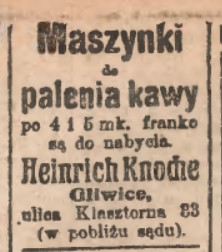 Maszynki
do
palenia kawy
po 4 i 5 mk. franko
są do nabycia.
Heinrich Knoche
Gliwice,
ulica Klasztorna 33
(w pobliżu sądu).